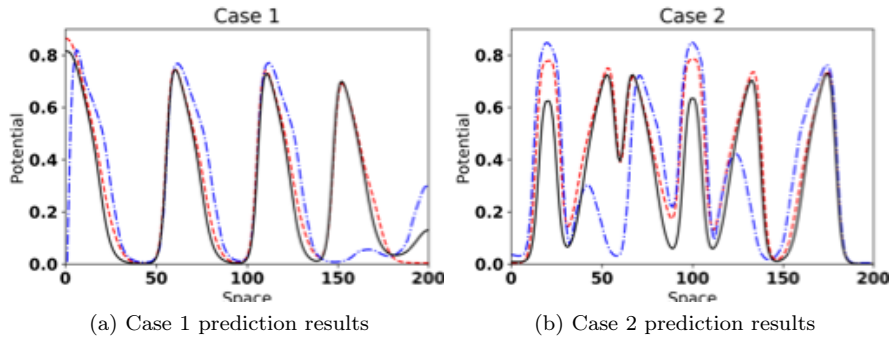 Case 1
Case 2
0.8
0.6
0.4
0.2
0.0
Potential
0
50
100
150
200
Space
0.8
0.6
0.4
0.2
0.0
Potential
0
50
100
150
200
Space
(a) Case 1 prediction results
(b) Case 2 prediction results